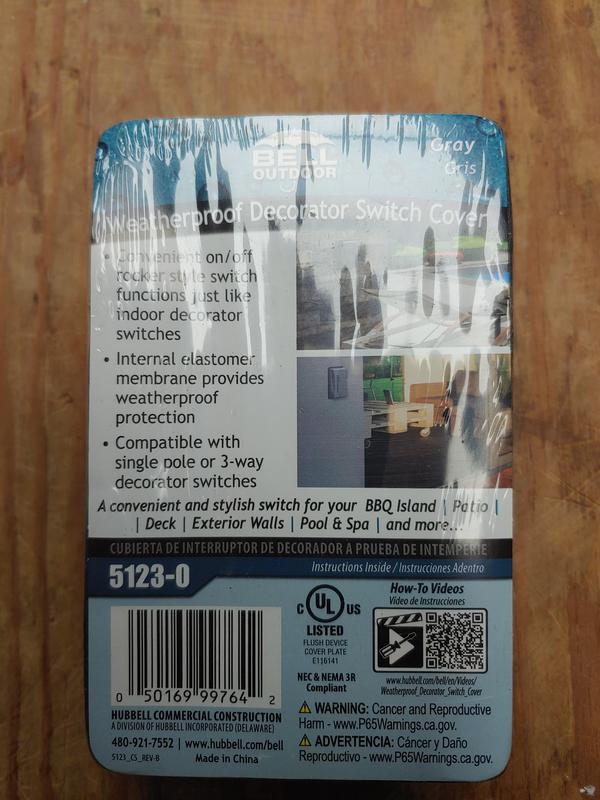 BELL
OUTDOOR
Gray
Gris
Weatherproof Decorator Switch Cover
• Convenient on/off
rocker style switch
functions just like
indoor decorator
switches
• Internal elastomer
membrane provides
weatherproof
protection
• Compatible with
single pole or 3-way
decorator switches
A convenient and stylish switch for your BBQ Island | Patio |
| Deck | Exterior Walls | Pool & Spa | and more...
CUBIERTA DE INTERRUPTOR DE DECORADOR A PRUEBA DE INTEMPERIE
5123-0
Instructions Inside / Instrucciones Adentro
0 50169 99764 2
HUBBELL COMMERCIAL CONSTRUCTION
A DIVISION OF HUBBELL INCORPORATED (DELAWARE)
480-921-7552 | www.hubbell.com/bell
5123_CS_REV-B Made in China
C UL US
LISTED
FLUSH DEVICE
COVER PLATE
E116141
NEC & NEMA 3R
Compliant
How-To Videos
Video de Instrucciones
www.hubbell.com/bell/en/Videos/
Weatherproof_Decorator_Switch_Cover
⚠ WARNING: Cancer and Reproductive
Harm - www.P65Warnings.ca.gov.
⚠ ADVERTENCIA: Cáncer y Daño
Reproductivo - www.P65Warnings.ca.gov.